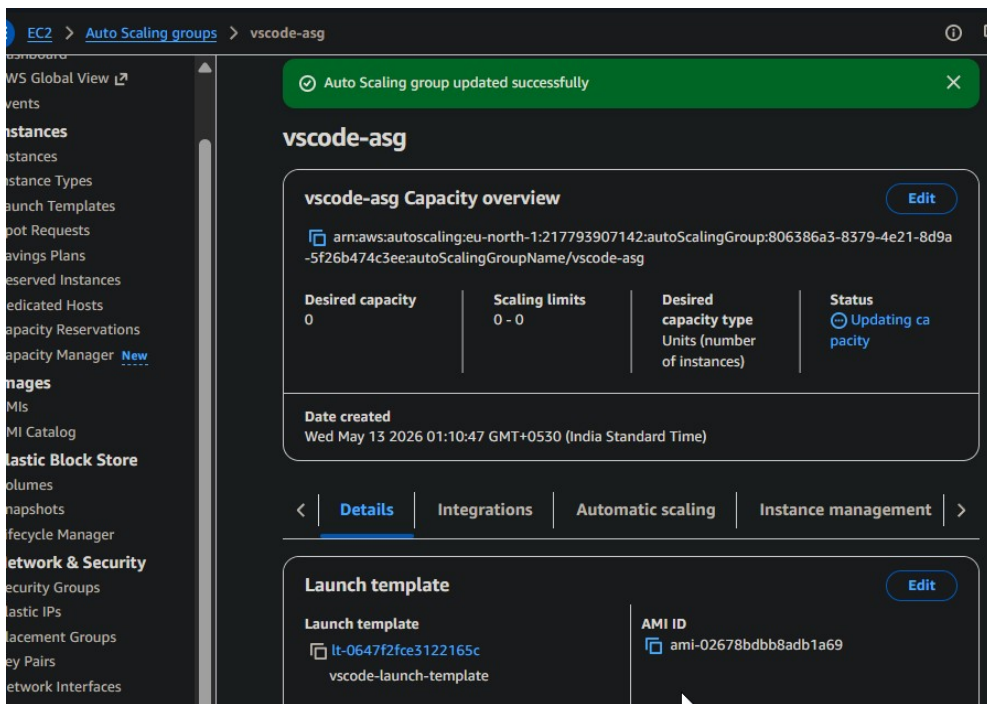 EC2 > Auto Scaling groups > vscode-asg
WS Global View
vents
Auto Scaling group updated successfully
nstances
nstances
nstance Types
aunch Templates
pot Requests
avings Plans
eserved Instances
edicated Hosts
apacity Reservations
apacity Manager New
mages
MIs
MI Catalog
lastic Block Store
olumes
napshots
ifecycle Manager
etwork & Security
ecurity Groups
lastic IPs
lacement Groups
ey Pairs
etwork Interfaces
vscode-asg
vscode-asg Capacity overview
Edit
arn:aws:autoscaling:eu-north-1:217793907142:autoScalingGroup:806386a3-8379-4e21-8d9a
-5f26b474c3ee:autoScalingGroupName/vscode-asg
Desired capacity
0
Scaling limits
0 - 0
Desired
capacity type
Units (number
of instances)
Status
Updating ca
pacity
Date created
Wed May 13 2026 01:10:47 GMT+0530 (India Standard Time)
Details
Integrations
Automatic scaling
Instance management
Launch template
Edit
Launch template
lt-0647f2fce3122165c
vscode-launch-template
AMI ID
ami-02678bdbb8adb1a69